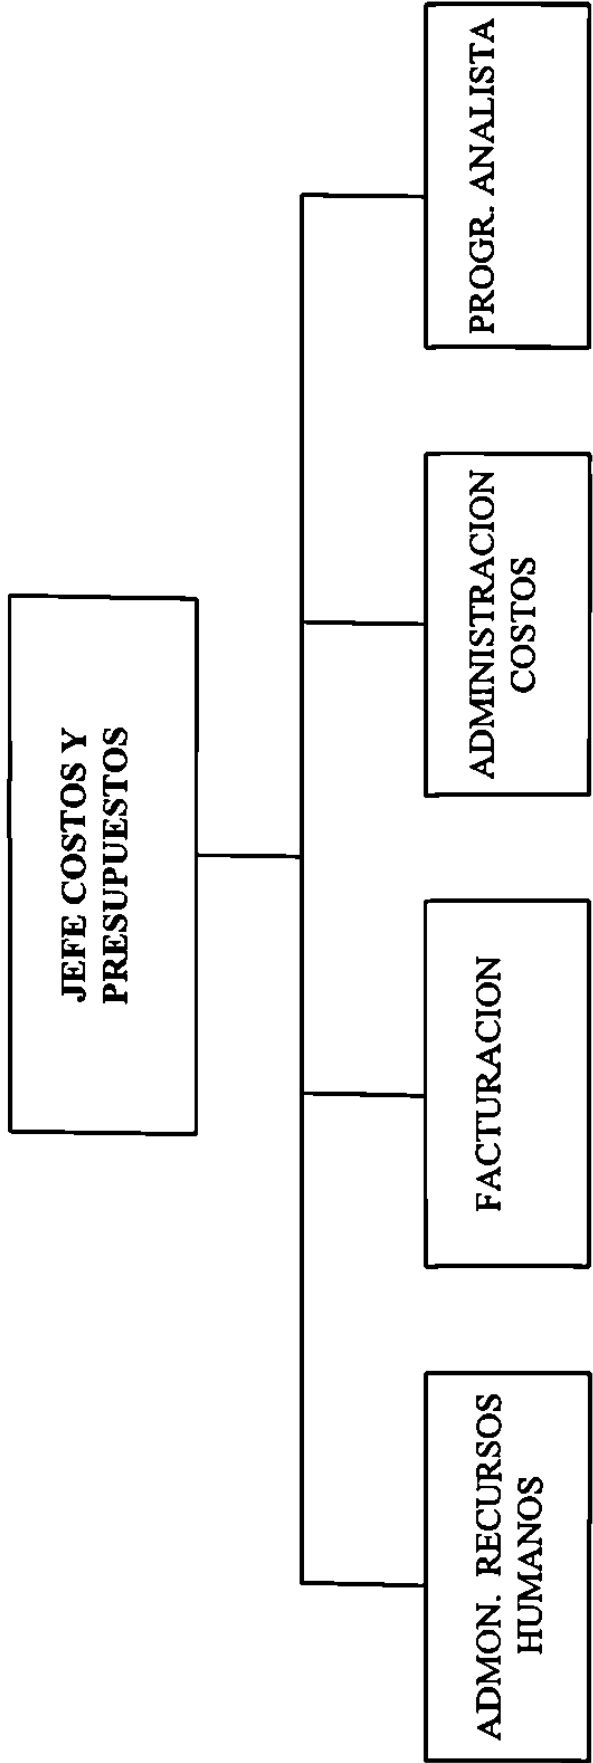 JEFE COSTOS Y
PRESUPUESTOS
ADMON. RECURSOS
HUMANOS
FACTURACION
ADMINISTRACION
COSTOS
PROGR. ANALISTA